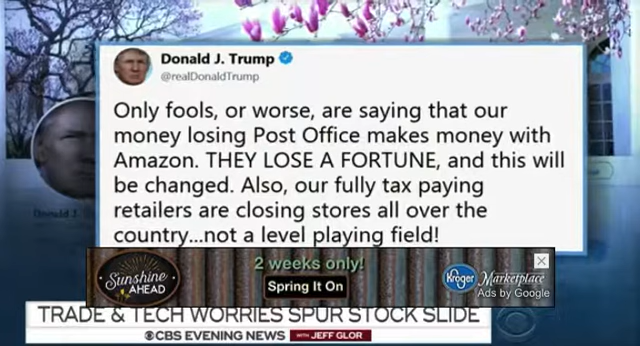 Donald J. Trump
@realDonaldTrump
Only fools, or worse, are saying that our
money losing Post Office makes money with
Amazon. THEY LOSE A FORTUNE, and this will
be changed. Also, our fully tax paying
retailers are closing stores all over the
country...not a level playing field!
Donald J.
2 weeks only!
Sunshine
AHEAD
Spring It On
Kroger Marketplace
Ads by Google
TRADE & TECH WORRIES SPUR STOCK SLIDE
CBS EVENING NEWS WITH JEFF GLOR